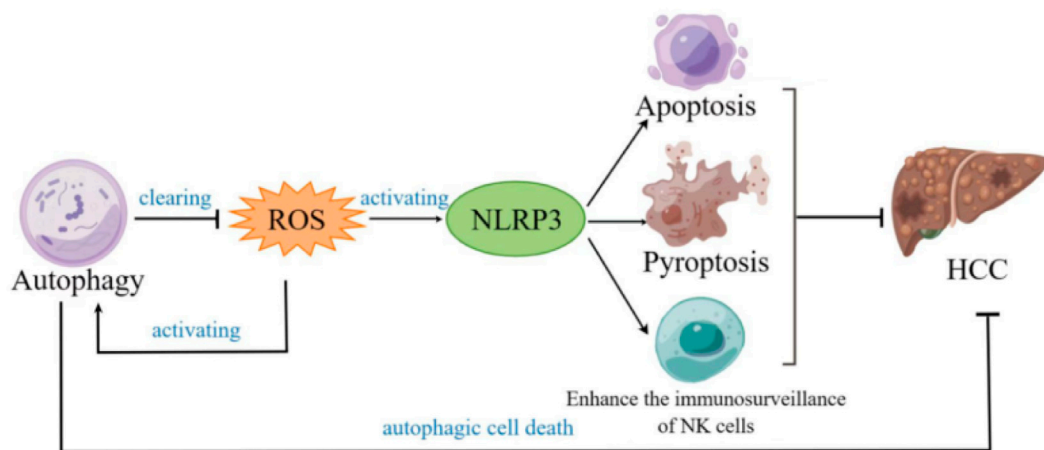 Apoptosis
clearing
activating
ROS
NLRP3
Autophagy
Pyroptosis
HCC
activating
Enhance the immunosurveillance
of NK cells
autophagic cell death